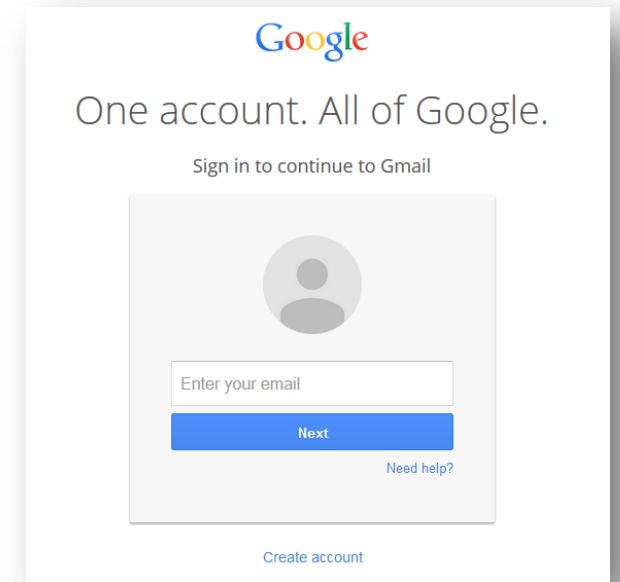 Google
One account. All of Google.
Sign in to continue to Gmail
Enter your email
Next
Need help?
Create account